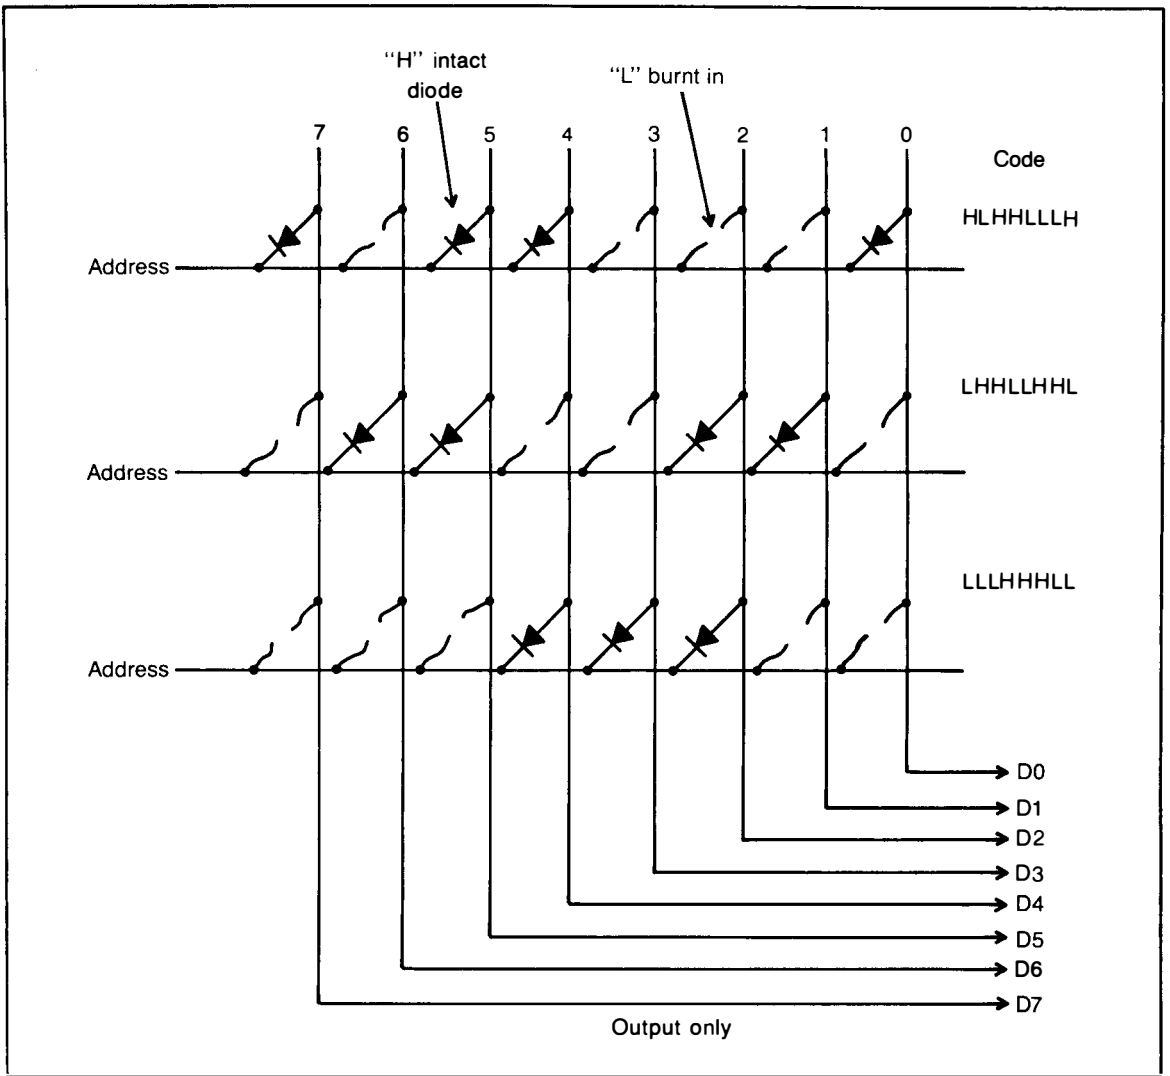 "H" intact
diode
"L" burnt in
7 6 5 4 3 2 1 0
Code
HLHHLLLH
Address
LHHLLHHL
Address
LLLHHHLL
Address
D0
D1
D2
D3
D4
D5
D6
D7
Output only